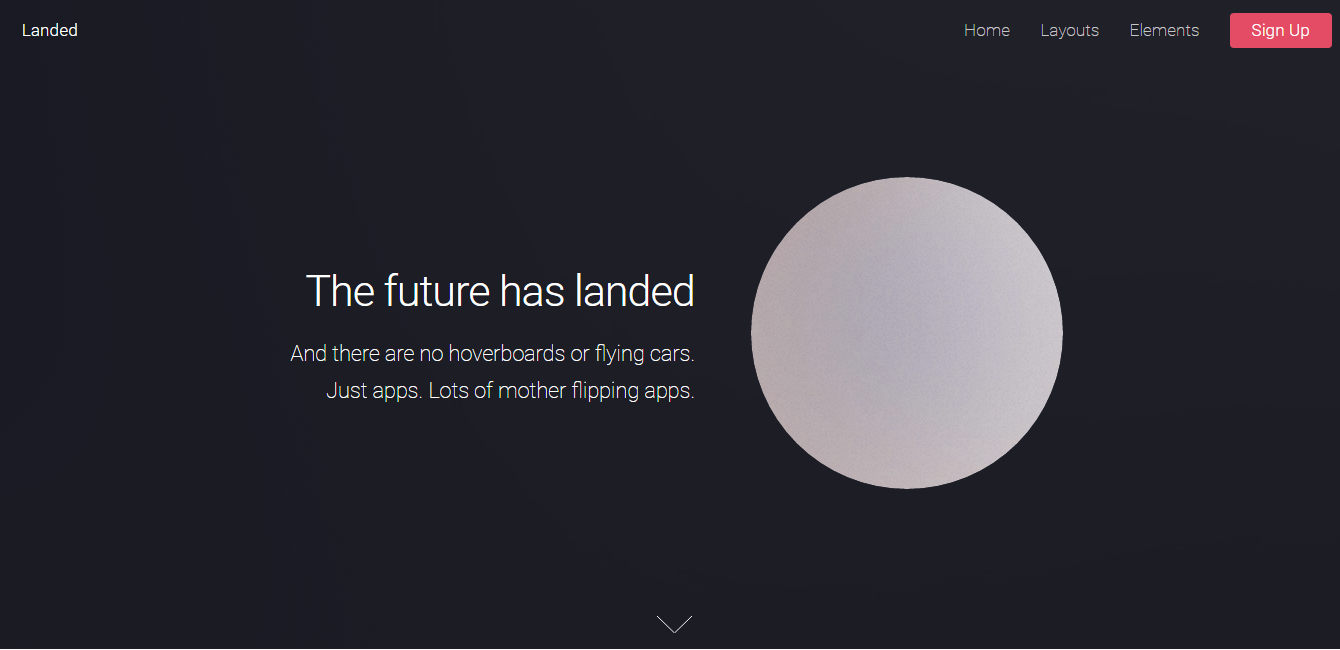 Landed
Home
Layouts
Elements
Sign Up
The future has landed
And there are no hoverboards or flying cars.
Just apps. Lots of mother flipping apps.